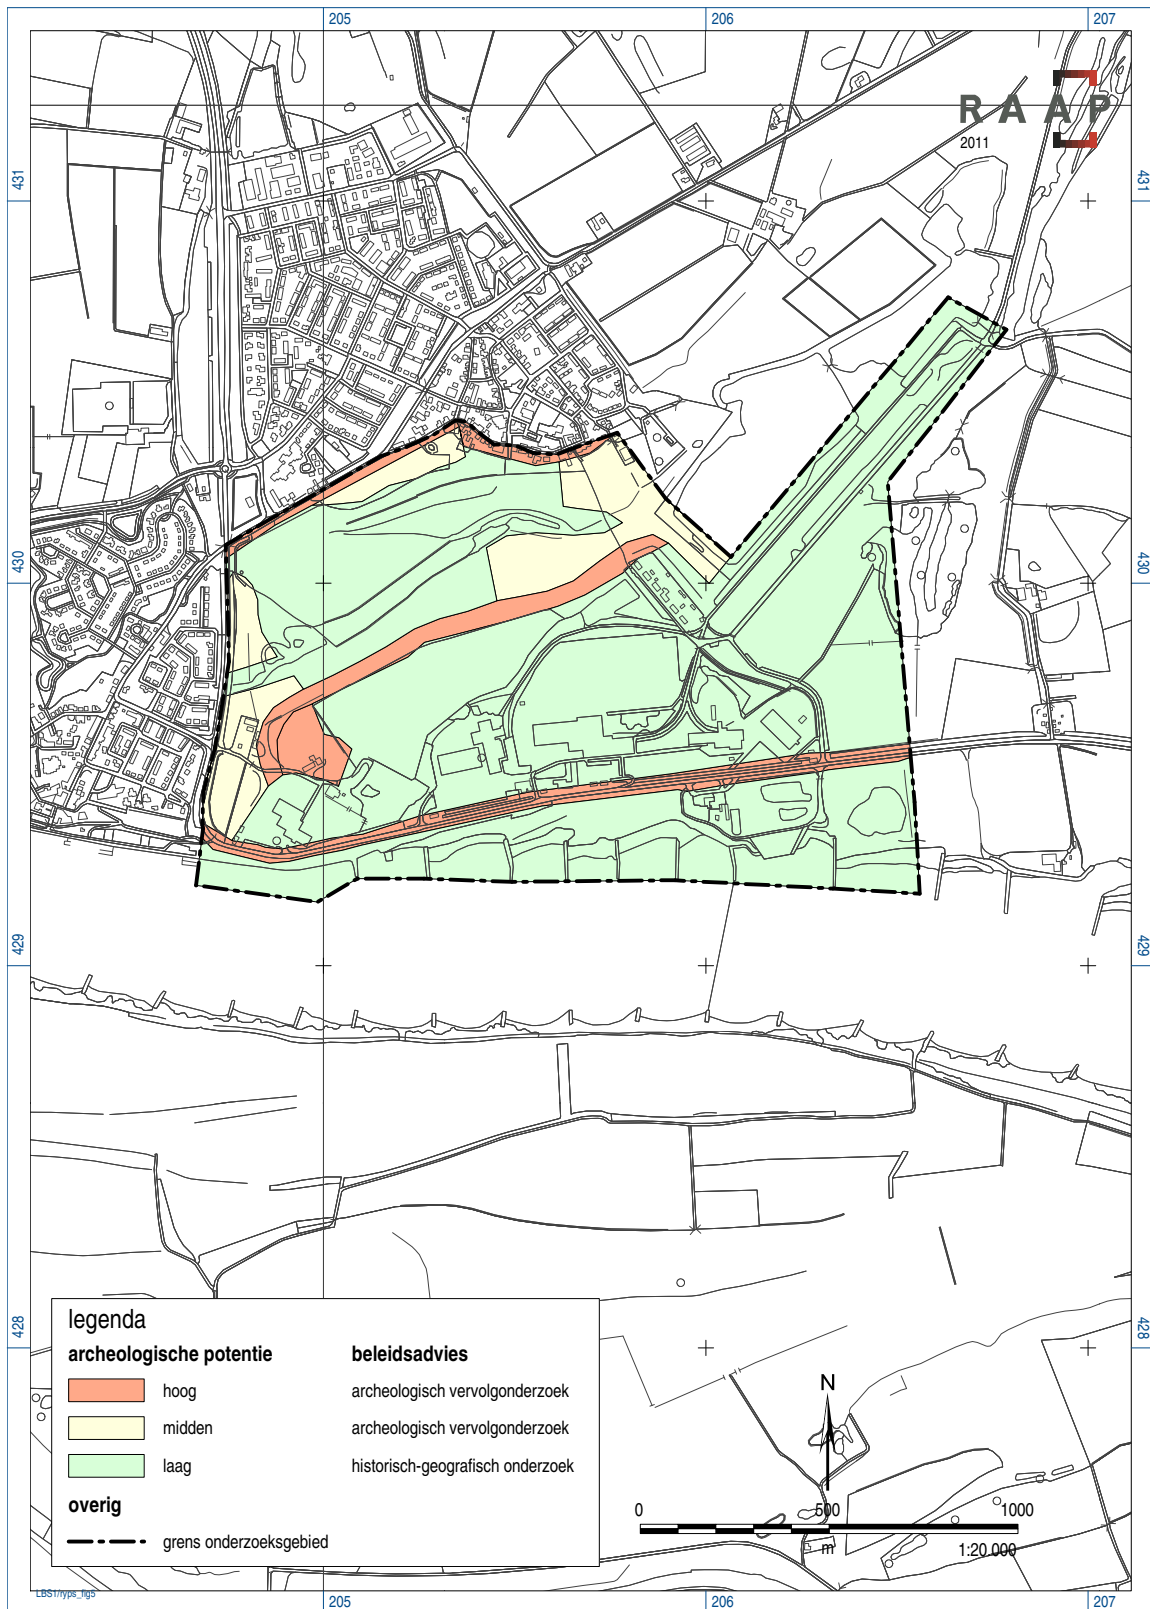 205 206 207
RAAP
2011
431 431
430 430
429 429
428 428
legenda
archeologische potentie beleidsadvies
hoog archeologisch vervolgonderzoek
midden archeologisch vervolgonderzoek
laag historisch-geografisch onderzoek
overig
grens onderzoeksgebied
N
0 500 1000
m 1:20.000
LBS1/ryps_fig5
205 206 207